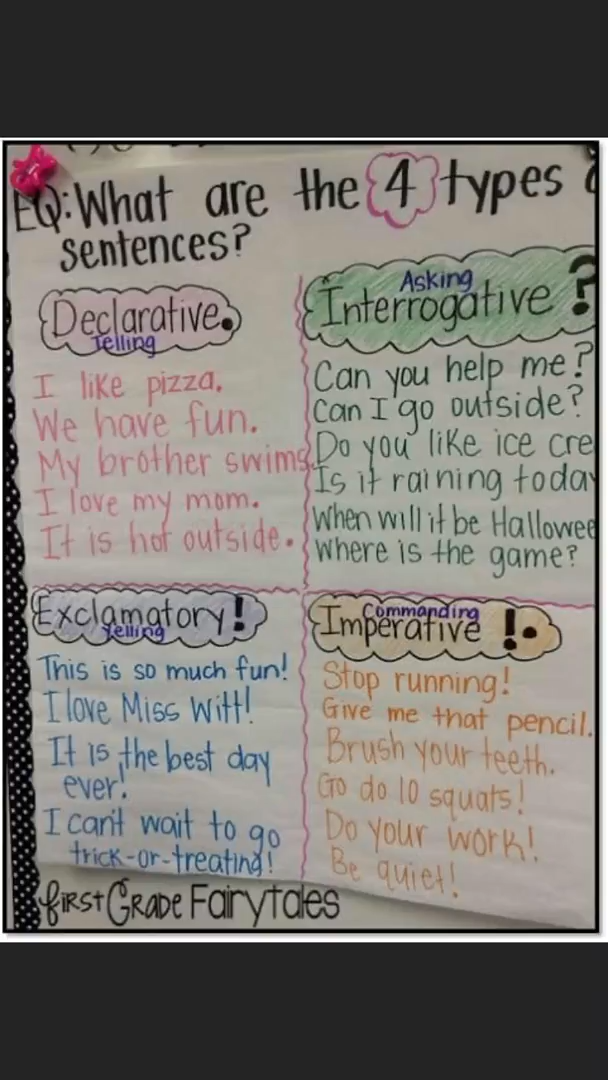 EQ: What are the 4 types
sentences?
Declarative.
Telling
I like pizza.
We have fun.
My brother swims.
I love my mom.
It is hot outside.
Asking
Interrogative ?
Can you help me?
Can I go outside?
Do you like ice cre
Is it raining today
When will it be Hallowee
Where is the game?
Exclamatory!
Yelling
This is so much fun!
I love Miss Witt!
It is the best day
ever!
I can't wait to go
trick-or-treating!
Commanding
Imperative !.
Stop running!
Give me that pencil.
Brush your teeth.
Go do 10 squats!
Do your work!
Be quiet!
first Grade Fairytales